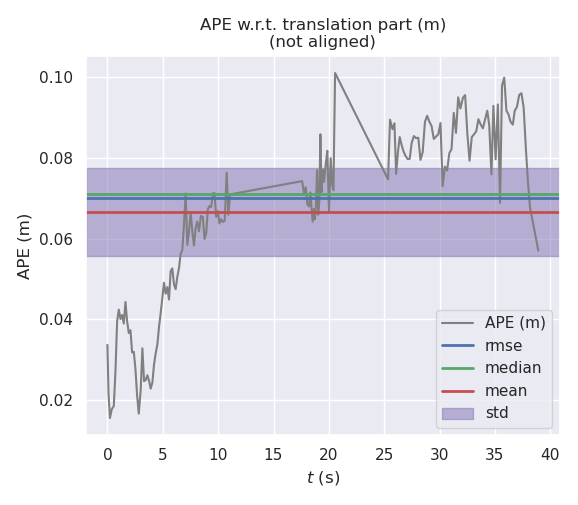 APE w.r.t. translation part (m)
(not aligned)
0.10
0.08
0.06
0.04
0.02
APE (m)
0
5
10
15
20
25
30
35
40
t (s)
APE (m)
rmse
median
mean
std